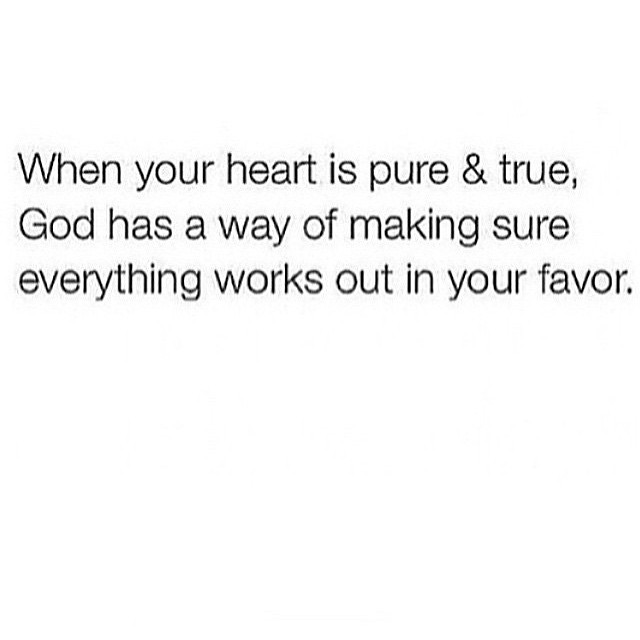 When your heart is pure & true,
God has a way of making sure
everything works out in your favor.